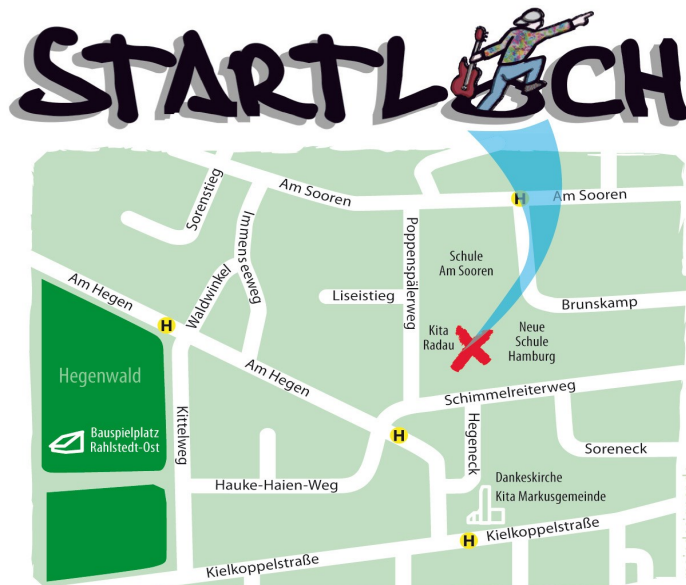 STARTLOCH
Sorenstieg
Am Sooren
H
Am Sooren
Immenseeweg
Poppenspälerweg
Schule
Am Sooren
Am Hegen
Waldwinkel
Liseistieg
Brunskamp
H
Kita
Radau
Neue
Schule
Hamburg
Hegenwald
Am Hegen
Schimmelreiterweg
Bauspielplatz
Rahlstedt-Ost
Kittelweg
H
Hegeneck
Soreneck
Hauke-Haien-Weg
Dankeskirche
Kita Markusgemeinde
H
Kielkoppelstraße
Kielkoppelstraße